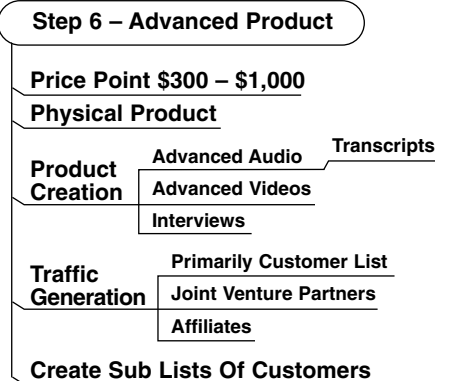 Step 6 – Advanced Product
Price Point $300 – $1,000
Physical Product
Product
Creation
Advanced Audio
Transcripts
Advanced Videos
Interviews
Traffic
Generation
Primarily Customer List
Joint Venture Partners
Affiliates
Create Sub Lists Of Customers